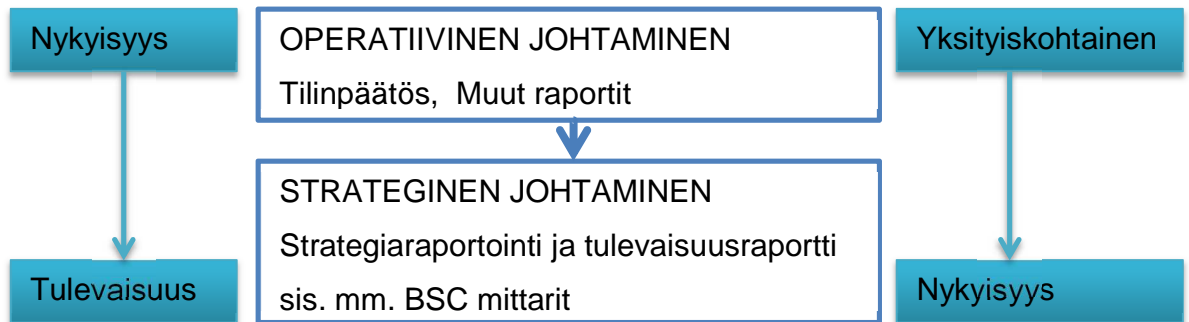 Nykyisyys
OPERATIIVINEN JOHTAMINEN
Tilinpäätös, Muut raportit
Yksityiskohtainen
Tulevaisuus
STRATEGINEN JOHTAMINEN
Strategiaraportointi ja tulevaisuusraportti
sis. mm. BSC mittarit
Nykyisyys